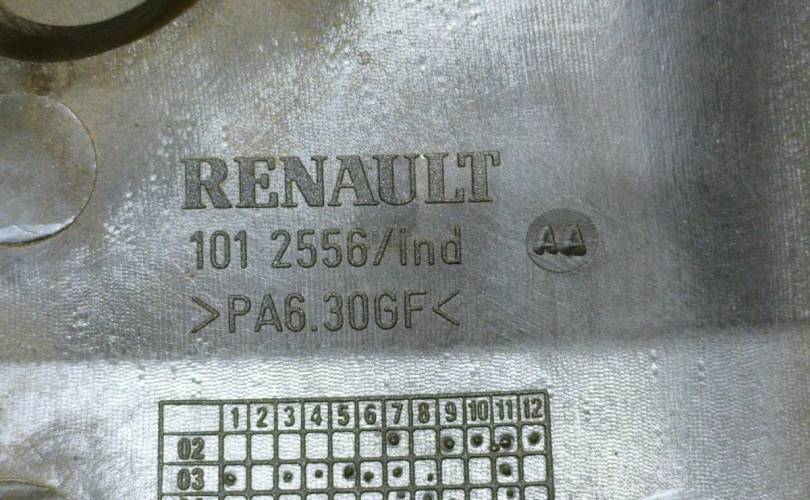 RENAULT
101 2556/ind
AA
>PA6.30GF<
1 2 3 4 5 6 7 8 9 10 11 12
02
03